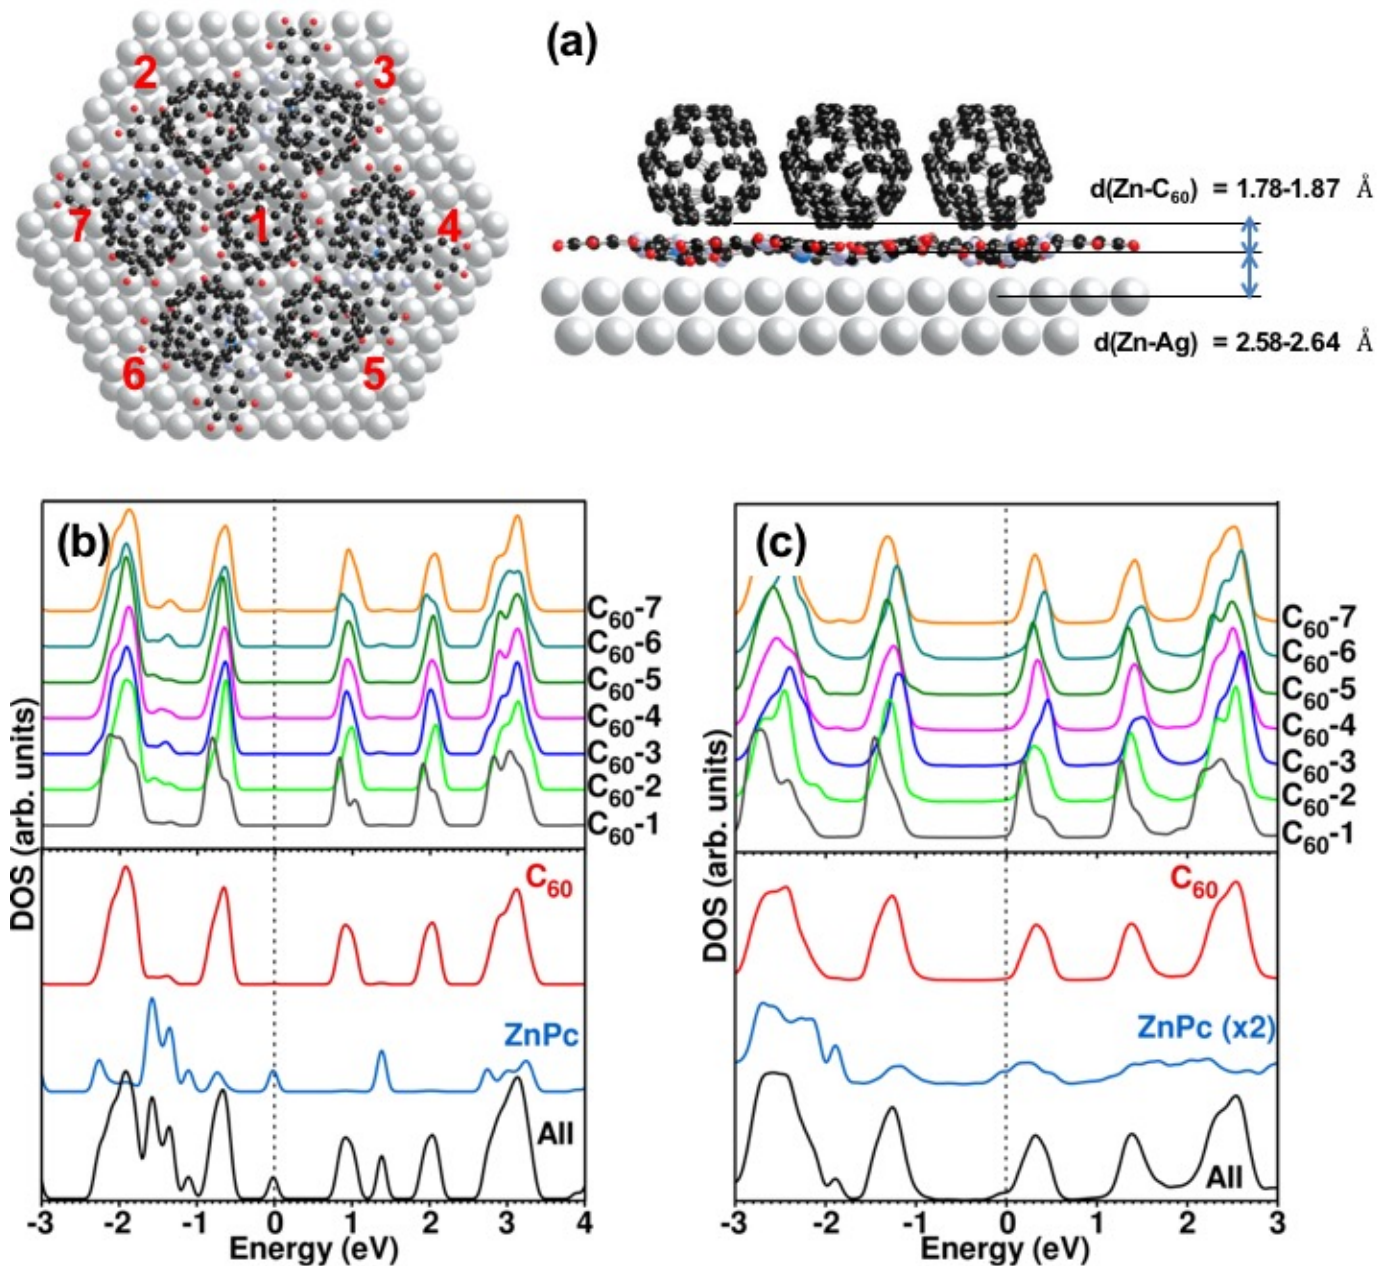 (a)
2
3
7
1
4
6
5
d(Zn-C₆₀) = 1.78-1.87 Å
d(Zn-Ag) = 2.58-2.64 Å
(b)
C₆₀-7
C₆₀-6
C₆₀-5
C₆₀-4
C₆₀-3
C₆₀-2
C₆₀-1
C₆₀
ZnPc
All
DOS (arb. units)
-3 -2 -1 0 1 2 3 4
Energy (eV)
(c)
C₆₀-7
C₆₀-6
C₆₀-5
C₆₀-4
C₆₀-3
C₆₀-2
C₆₀-1
C₆₀
ZnPc (x2)
All
DOS (arb. units)
-3 -2 -1 0 1 2 3
Energy (eV)